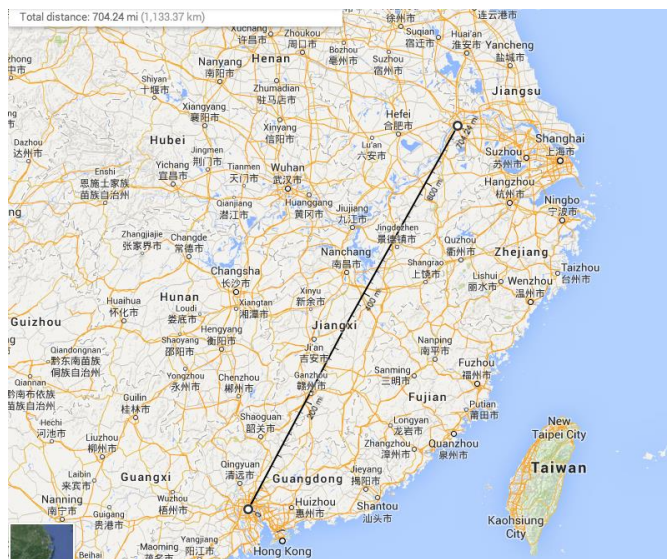 Total distance: 704.24 mi (1,133.37 km)
Xuchang
许昌市
Zhoukou
周口市
Bozhou
亳州市
徐州市
Suqian
宿迁市
连云港市
Huai'an
淮安市
Yancheng
盐城市
Henan
Nanyang
南阳市
Suzhou
宿州市
Shiyan
十堰市
Zhumadian
驻马店市
Jiangsu
Xiangyang
襄阳市
Xinyang
信阳市
Hefei
合肥市
Dazhou
达州市
Hubei
Jingmen
荆门市
Lu'an
六安市
704.24 mi
Shanghai
上海市
Suzhou
苏州市
Enshi
恩施土家族
苗族自治州
Yichang
宜昌市
Tianmen
天门市
Wuhan
武汉市
600 mi
Hangzhou
杭州市
Qianjiang
潜江市
Huanggang
黄冈市
Jiujiang
九江市
Ningbo
宁波市
Zhangjiajie
张家界市
Changde
常德市
Jingdezhen
景德镇市
Quzhou
衢州市
Zhejiang
Nanchang
南昌市
Shangrao
上饶市
Lishui
丽水市
Taizhou
台州市
Changsha
长沙市
Wenzhou
温州市
400 mi
Huaihua
怀化市
Hunan
Loudi
娄底市
Xiangtan
湘潭市
Xinyu
新余市
Guizhou
Hengyang
衡阳市
Jiangxi
Shaoyang
邵阳市
Ji'an
吉安市
Nanping
南平市
Qiandongnan
黔东南苗族
侗族自治州
Yongzhou
永州市
Chenzhou
郴州市
Ganzhou
赣州市
Sanming
三明市
Fuzhou
福州市
Qiannan
黔南布依族
苗族自治州
Guilin
桂林市
200 mi
Fujian
Shaoguan
韶关市
Longyan
龙岩市
Putian
莆田市
Hechi
河池市
Liuzhou
柳州市
Zhangzhou
漳州市
Quanzhou
泉州市
New
Taipei City
Qingyuan
清远市
Laibin
来宾市
Guangxi
Guangdong
Jieyang
揭阳市
Taiwan
Wuzhou
梧州市
Nanning
南宁市
Guigang
贵港市
Huizhou
惠州市
Shantou
汕头市
Kaohsiung
City
Yangjiang
阳江市
Maoming
茂名市
Hong Kong
Beihai